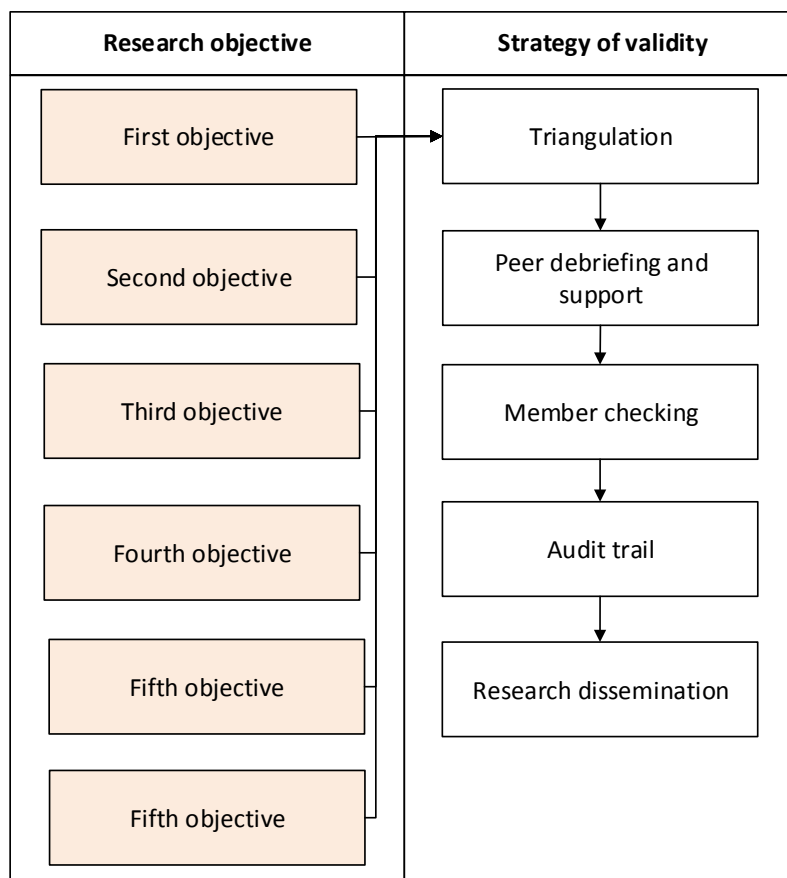 Research objective
Strategy of validity
First objective
Triangulation
Second objective
Peer debriefing and
support
Third objective
Member checking
Fourth objective
Audit trail
Fifth objective
Research dissemination
Fifth objective